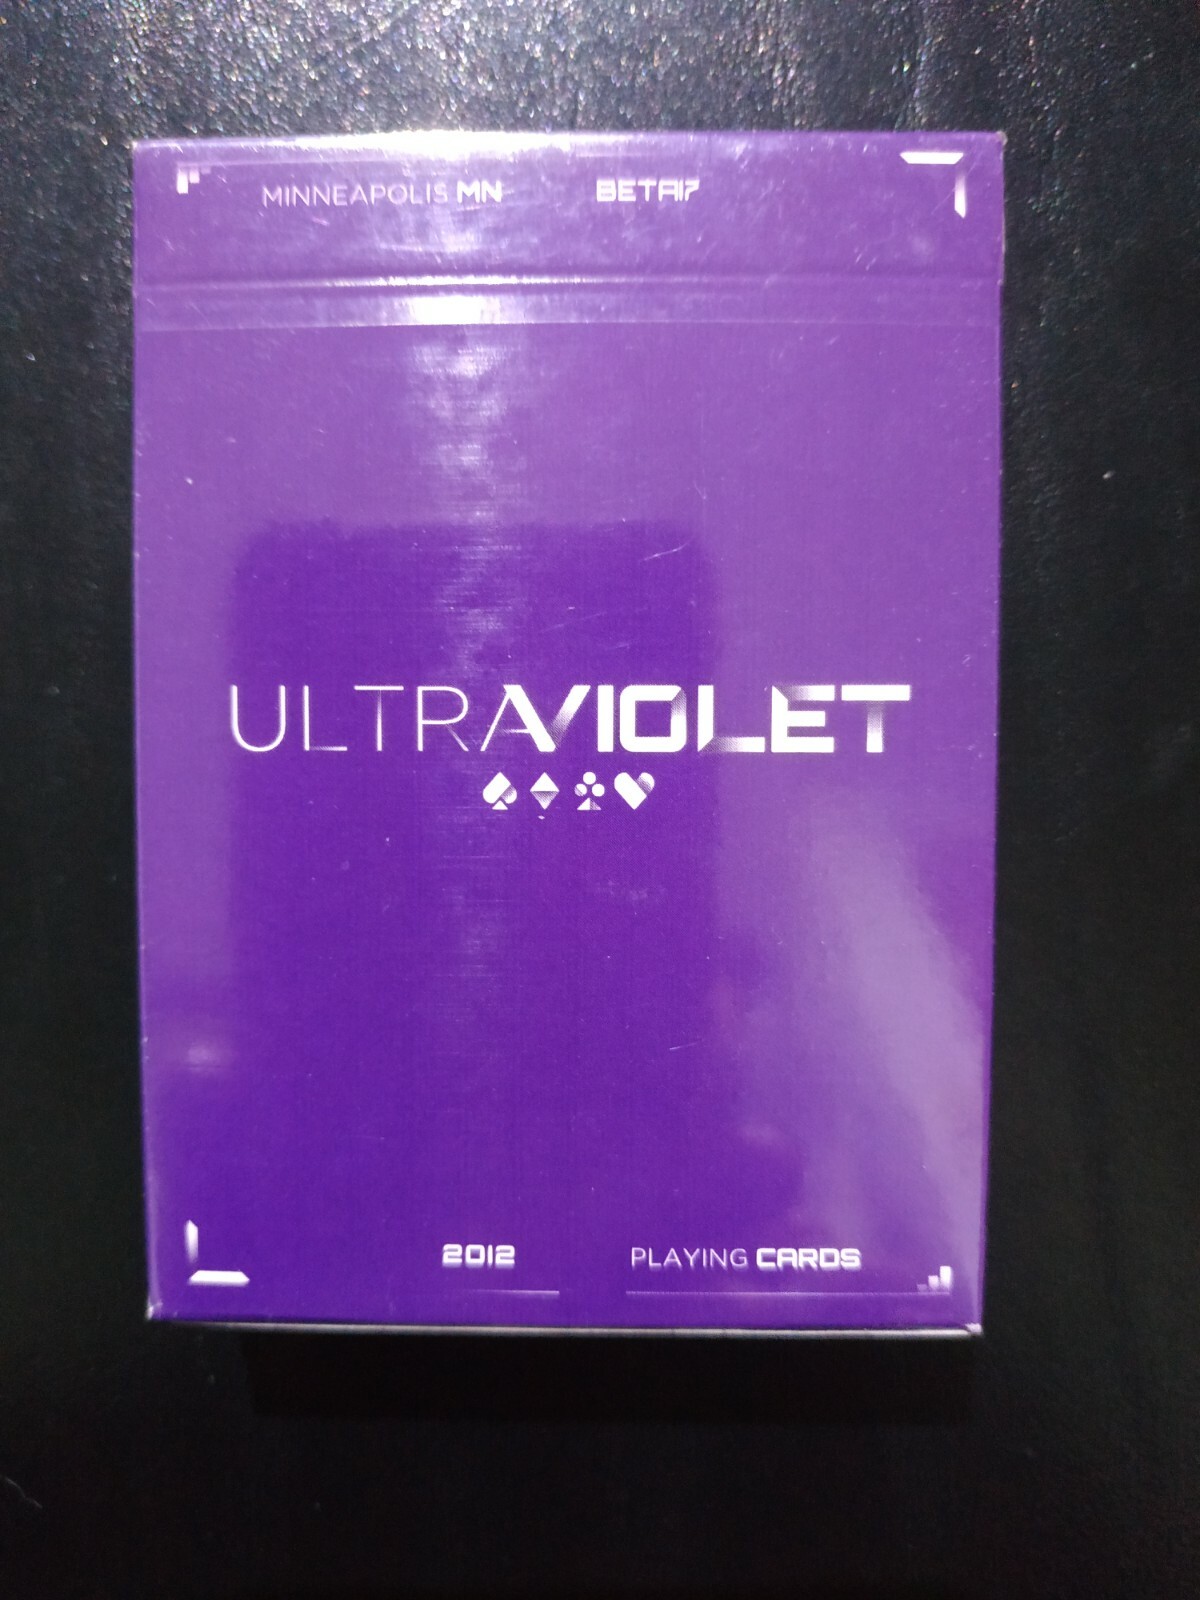 MINNEAPOLIS MN BETA17
ULTRAVIOLET
2012 PLAYING CARDS